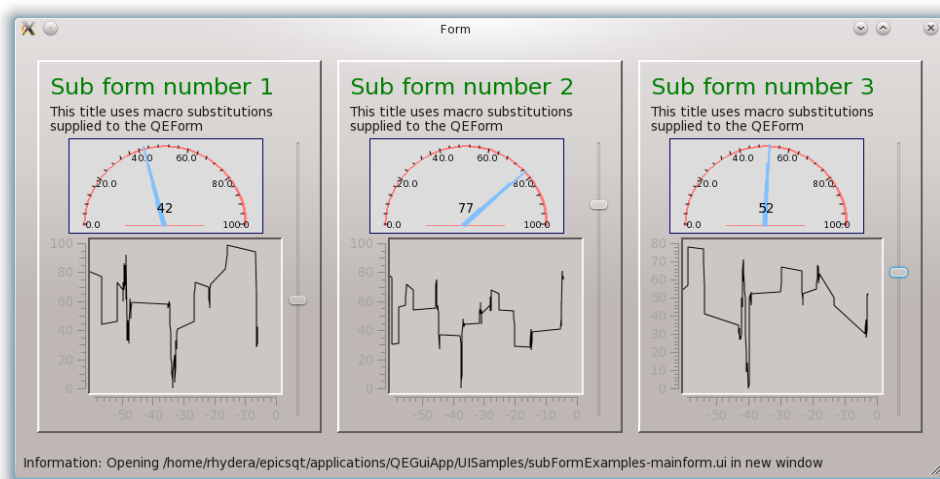 Form
Sub form number 1
This title uses macro substitutions
supplied to the QEForm
40.0 60.0
20.0 80.0
42
0.0 100.0
100
80
60
40
20
0
-50 -40 -30 -20 -10 0
Sub form number 2
This title uses macro substitutions
supplied to the QEForm
40.0 60.0
20.0 80.0
77
0.0 100.0
100
80
60
40
20
0
-50 -40 -30 -20 -10 0
Sub form number 3
This title uses macro substitutions
supplied to the QEForm
40.0 60.0
20.0 80.0
52
0.0 100.0
80
70
60
50
40
30
20
10
0
-50 -40 -30 -20 -10 0
Information: Opening /home/rhydera/epicsqt/applications/QEGuiApp/UISamples/subFormExamples-mainform.ui in new window